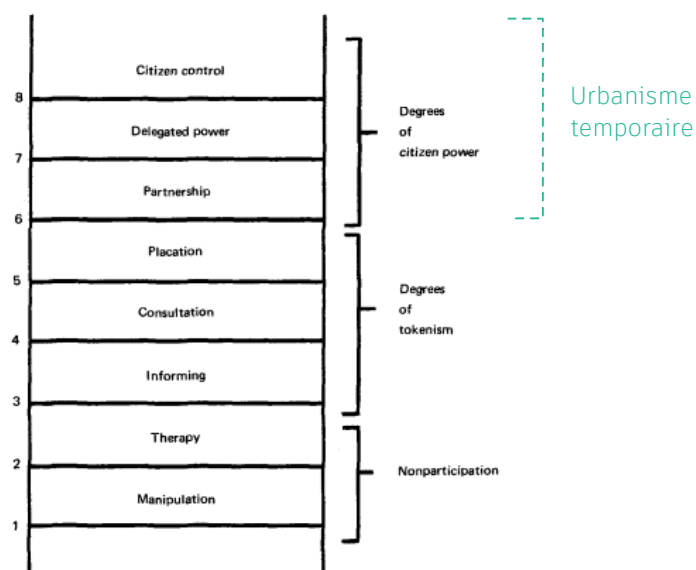 Citizen control
8
Delegated power
7
Partnership
6
Placation
5
Consultation
4
Informing
3
Therapy
2
Manipulation
1
Degrees
of
citizen power
Degrees
of
tokenism
Nonparticipation
Urbanisme
temporaire